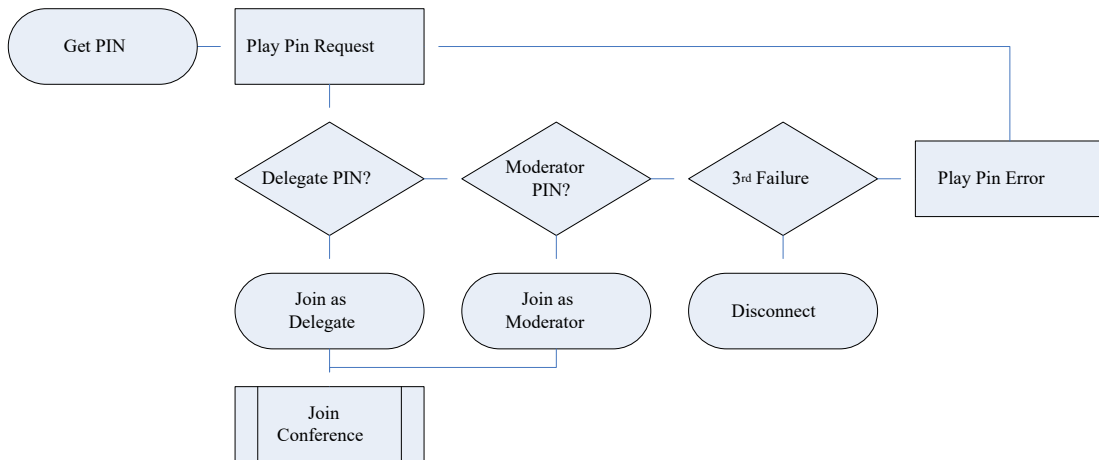 Get PIN
Play Pin Request
Delegate PIN?
Moderator
PIN?
3rd Failure
Play Pin Error
Join as
Delegate
Join as
Moderator
Disconnect
Join
Conference